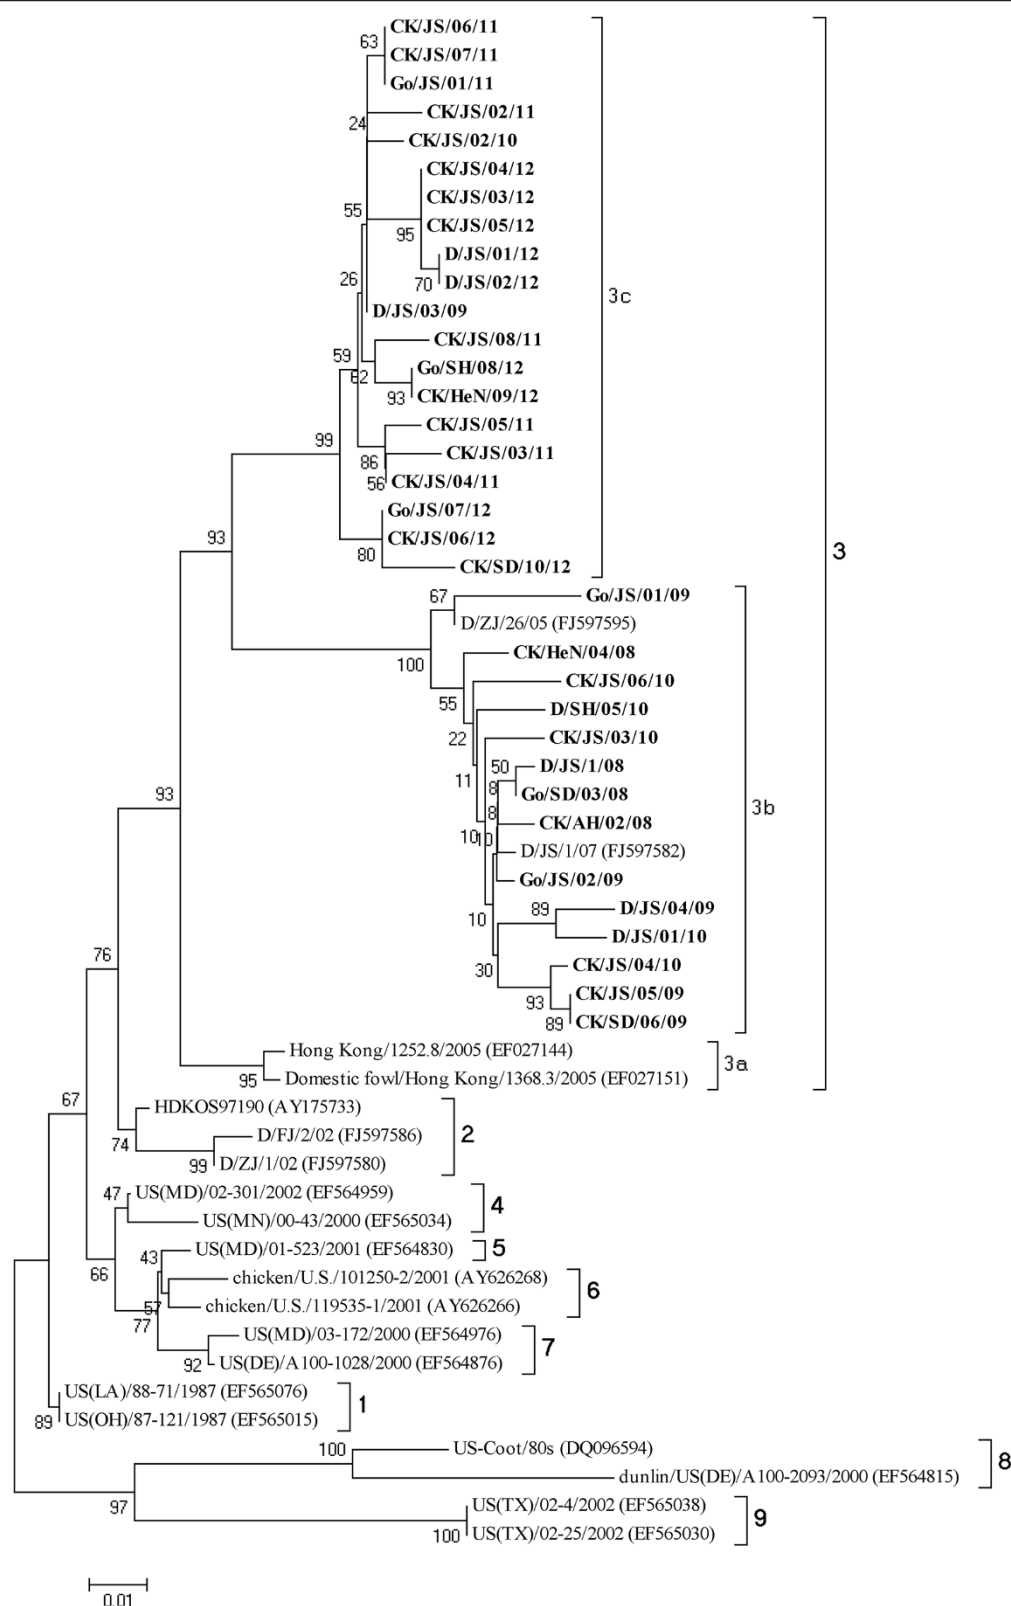 CK/JS/06/11
63
CK/JS/07/11
Go/JS/01/11
CK/JS/02/11
24
CK/JS/02/10
CK/JS/04/12
CK/JS/03/12
55
CK/JS/05/12
95
D/JS/01/12
26
70
D/JS/02/12
3c
D/JS/03/09
CK/JS/08/11
59
Go/SH/08/12
62
93
CK/HeN/09/12
CK/JS/05/11
99
CK/JS/03/11
86
56
CK/JS/04/11
Go/JS/07/12
93
CK/JS/06/12
3
80
CK/SD/10/12
67
Go/JS/01/09
D/ZJ/26/05 (FJ597595)
CK/HeN/04/08
100
CK/JS/06/10
55
D/SH/05/10
22
CK/JS/03/10
50
D/JS/1/08
11
8
Go/SD/03/08
93
3b
8
CK/AH/02/08
10
10
D/JS/1/07 (FJ597582)
Go/JS/02/09
89
D/JS/04/09
10
D/JS/01/10
76
30
CK/JS/04/10
93
CK/JS/05/09
89
CK/SD/06/09
Hong Kong/1252.8/2005 (EF027144)
3a
95
Domestic fowl/Hong Kong/1368.3/2005 (EF027151)
67
HDKOS97190 (AY175733)
74
D/FJ/2/02 (FJ597586)
2
99
D/ZJ/1/02 (FJ597580)
47
US(MD)/02-301/2002 (EF564959)
4
US(MN)/00-43/2000 (EF565034)
43
US(MD)/01-523/2001 (EF564830)
5
66
chicken/U.S./101250-2/2001 (AY626268)
6
57
chicken/U.S./119535-1/2001 (AY626266)
77
US(MD)/03-172/2000 (EF564976)
7
92
US(DE)/A100-1028/2000 (EF564876)
US(LA)/88-71/1987 (EF565076)
1
89
US(OH)/87-121/1987 (EF565015)
100
US-Coot/80s (DQ096594)
8
dunlin/US(DE)/A100-2093/2000 (EF564815)
97
US(TX)/02-4/2002 (EF565038)
9
100
US(TX)/02-25/2002 (EF565030)
0.01